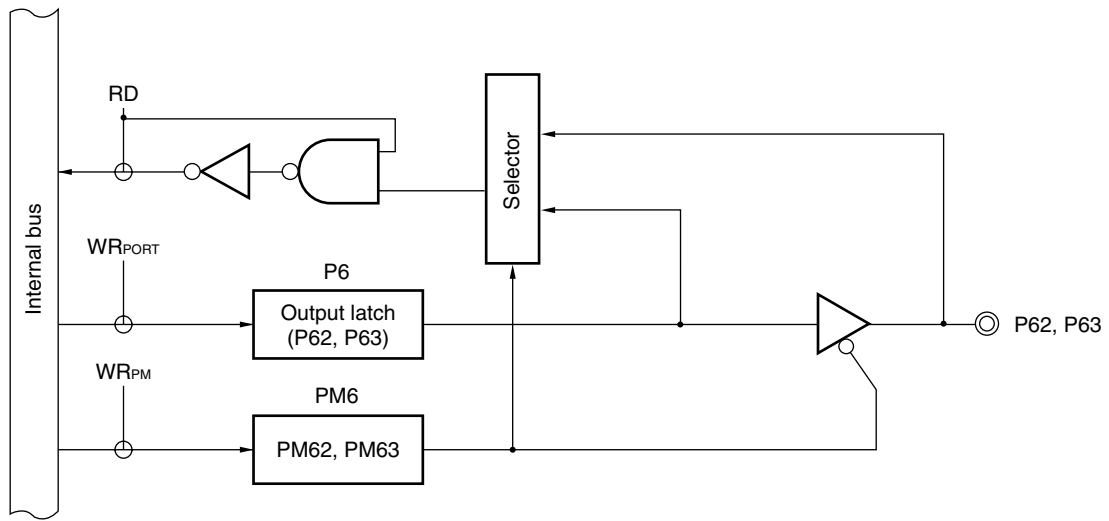 RD
Selector
Internal bus
WRPORT
P6
Output latch
(P62, P63)
P62, P63
WRPM
PM6
PM62, PM63